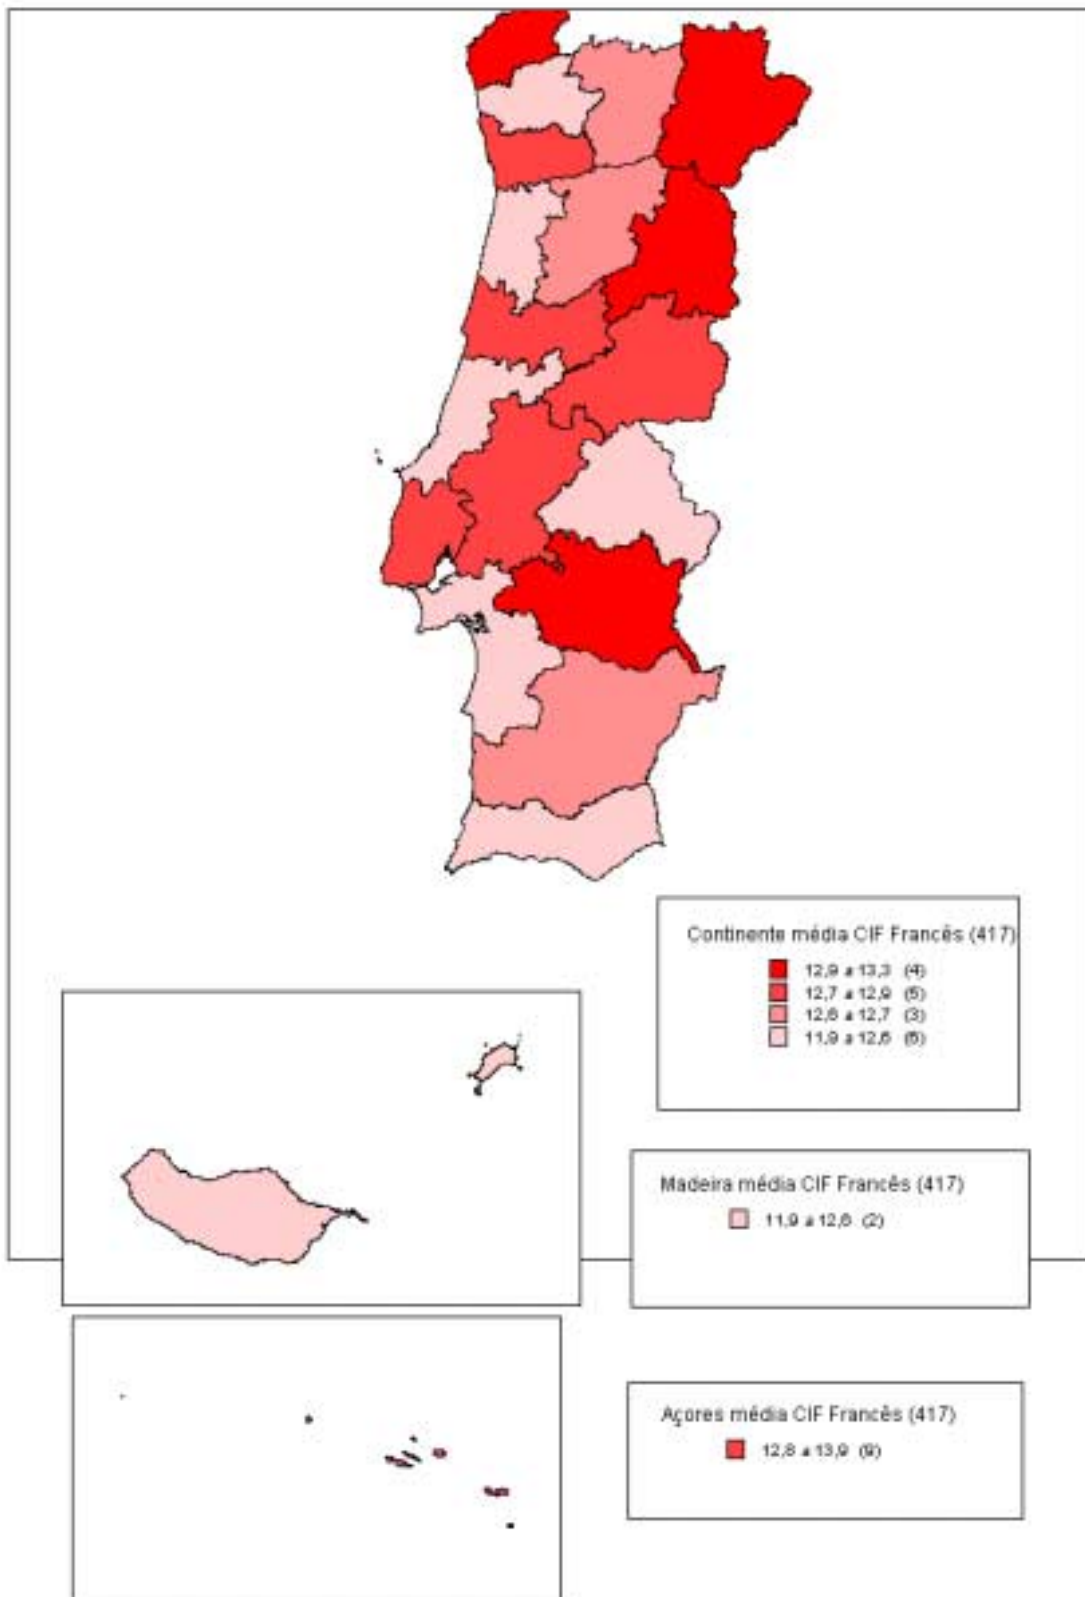 Continente média CIF Francês (417)
12,9 a 13,3 (4)
12,7 a 12,9 (5)
12,6 a 12,7 (3)
11,9 a 12,6 (6)
Madeira média CIF Francês (417)
11,9 a 12,6 (2)
Açores média CIF Francês (417)
12,8 a 13,9 (9)